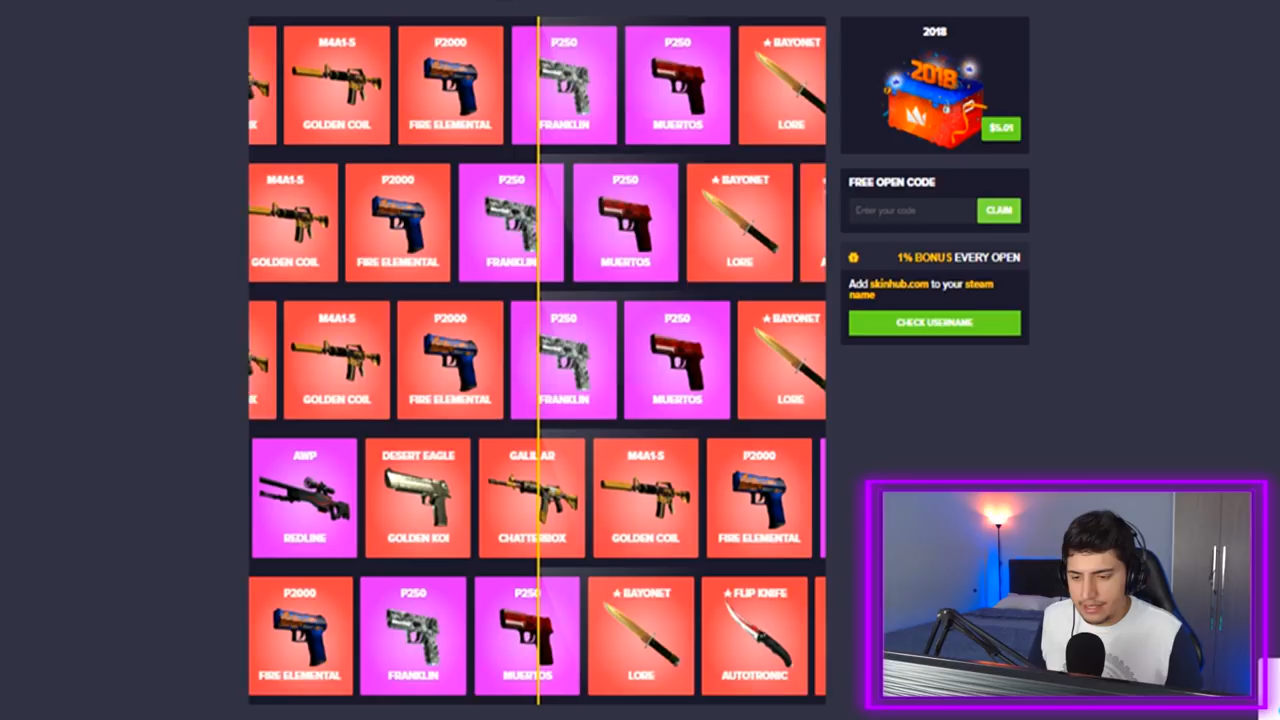 M4A1-S
P2000
P250
P250
★ BAYONET
K
GOLDEN COIL
FIRE ELEMENTAL
FRANKLIN
MUERTOS
LORE
M4A1-S
P2000
P250
P250
★ BAYONET
GOLDEN COIL
FIRE ELEMENTAL
FRANKLIN
MUERTOS
LORE
M4A1-S
P2000
P250
P250
★ BAYONET
GOLDEN COIL
FIRE ELEMENTAL
FRANKLIN
MUERTOS
LORE
AWP
DESERT EAGLE
GALIL AR
M4A1-S
P2000
REDLINE
GOLDEN KOI
CHATTERBOX
GOLDEN COIL
FIRE ELEMENTAL
P2000
P250
P250
★ BAYONET
★ FLIP KNIFE
FIRE ELEMENTAL
FRANKLIN
MUERTOS
LORE
AUTOTRONIC
2018
2018
$5.01
FREE OPEN CODE
Enter your code
CLAIM
1% BONUS EVERY OPEN
Add skinhub.com to your steam
name
CHECK USERNAME